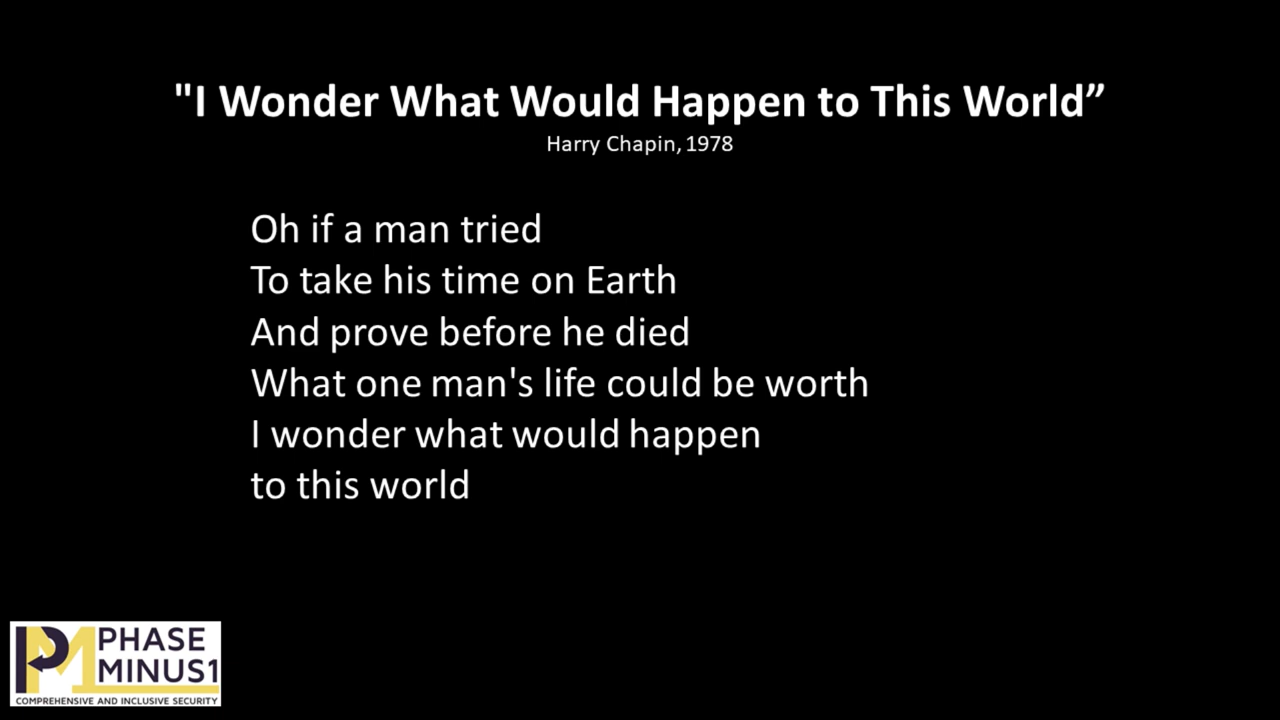 "I Wonder What Would Happen to This World”
Harry Chapin, 1978
Oh if a man tried
To take his time on Earth
And prove before he died
What one man's life could be worth
I wonder what would happen
to this world
PM PHASE
MINUS1
COMPREHENSIVE AND INCLUSIVE SECURITY